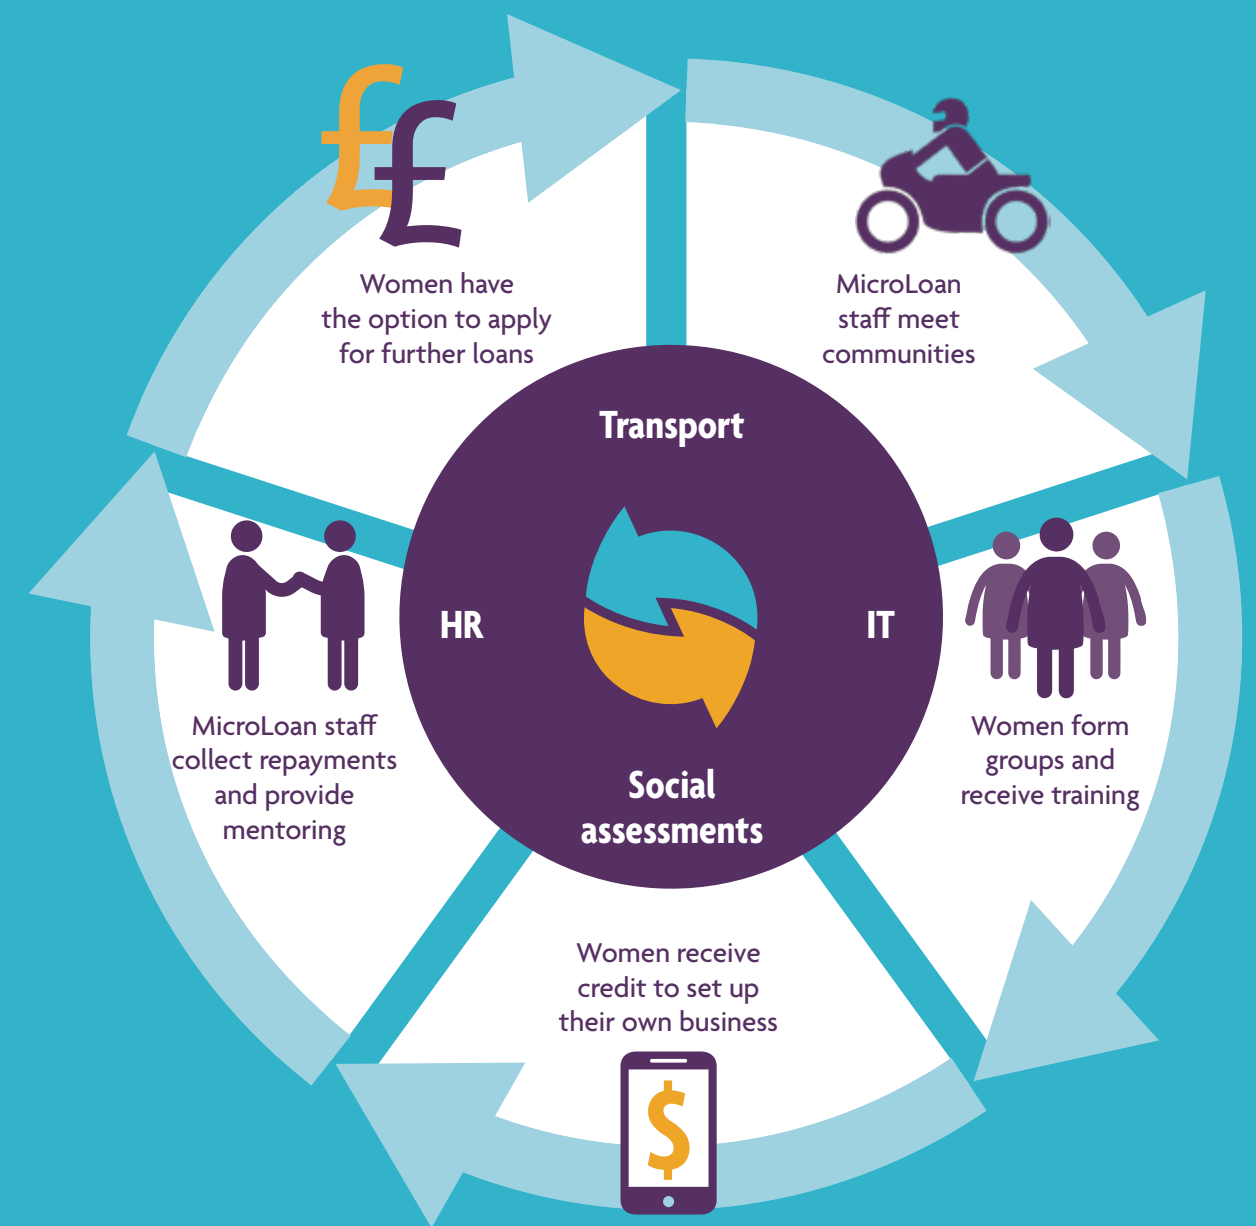 Women have
the option to apply
for further loans
MicroLoan
staff meet
communities
Women form
groups and
receive training
Women receive
credit to set up
their own business
MicroLoan staff
collect repayments
and provide
mentoring
Transport
HR
IT
Social
assessments
££
$